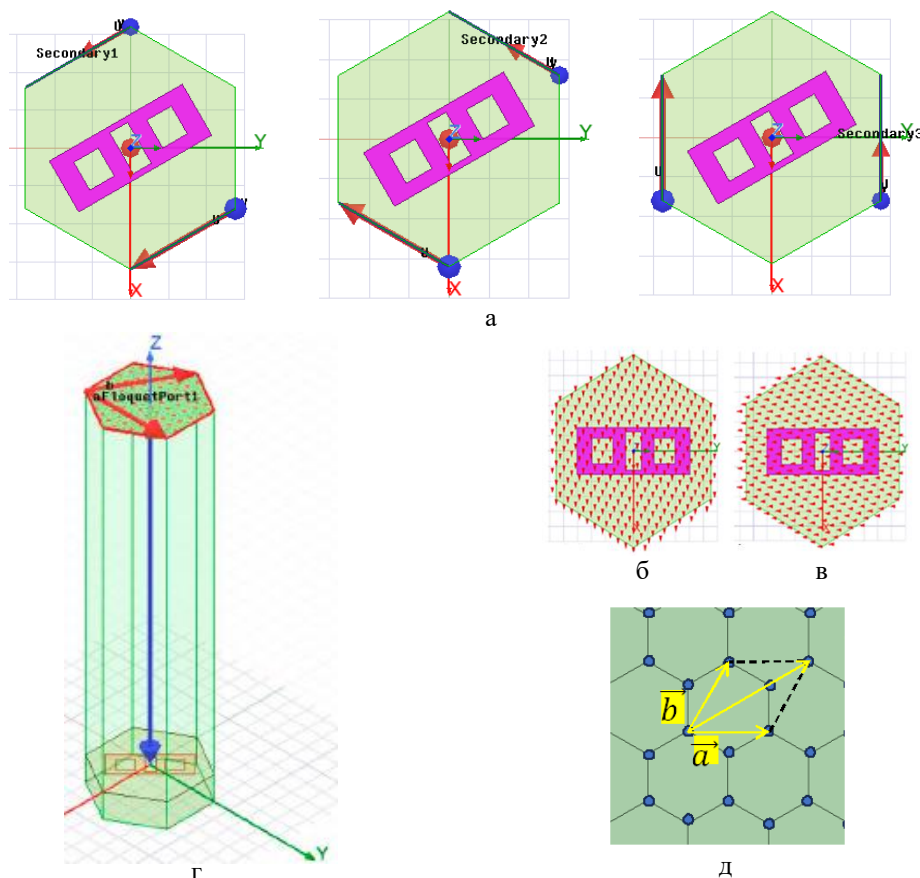 Secondary1
Z
Y
X
U
Secondary2
Z
Y
X
U
Z
Y
Secondary3
U
X
а
Z
b
aFloquetPort1
Y
г
Y
б
Y
в
b
a
д